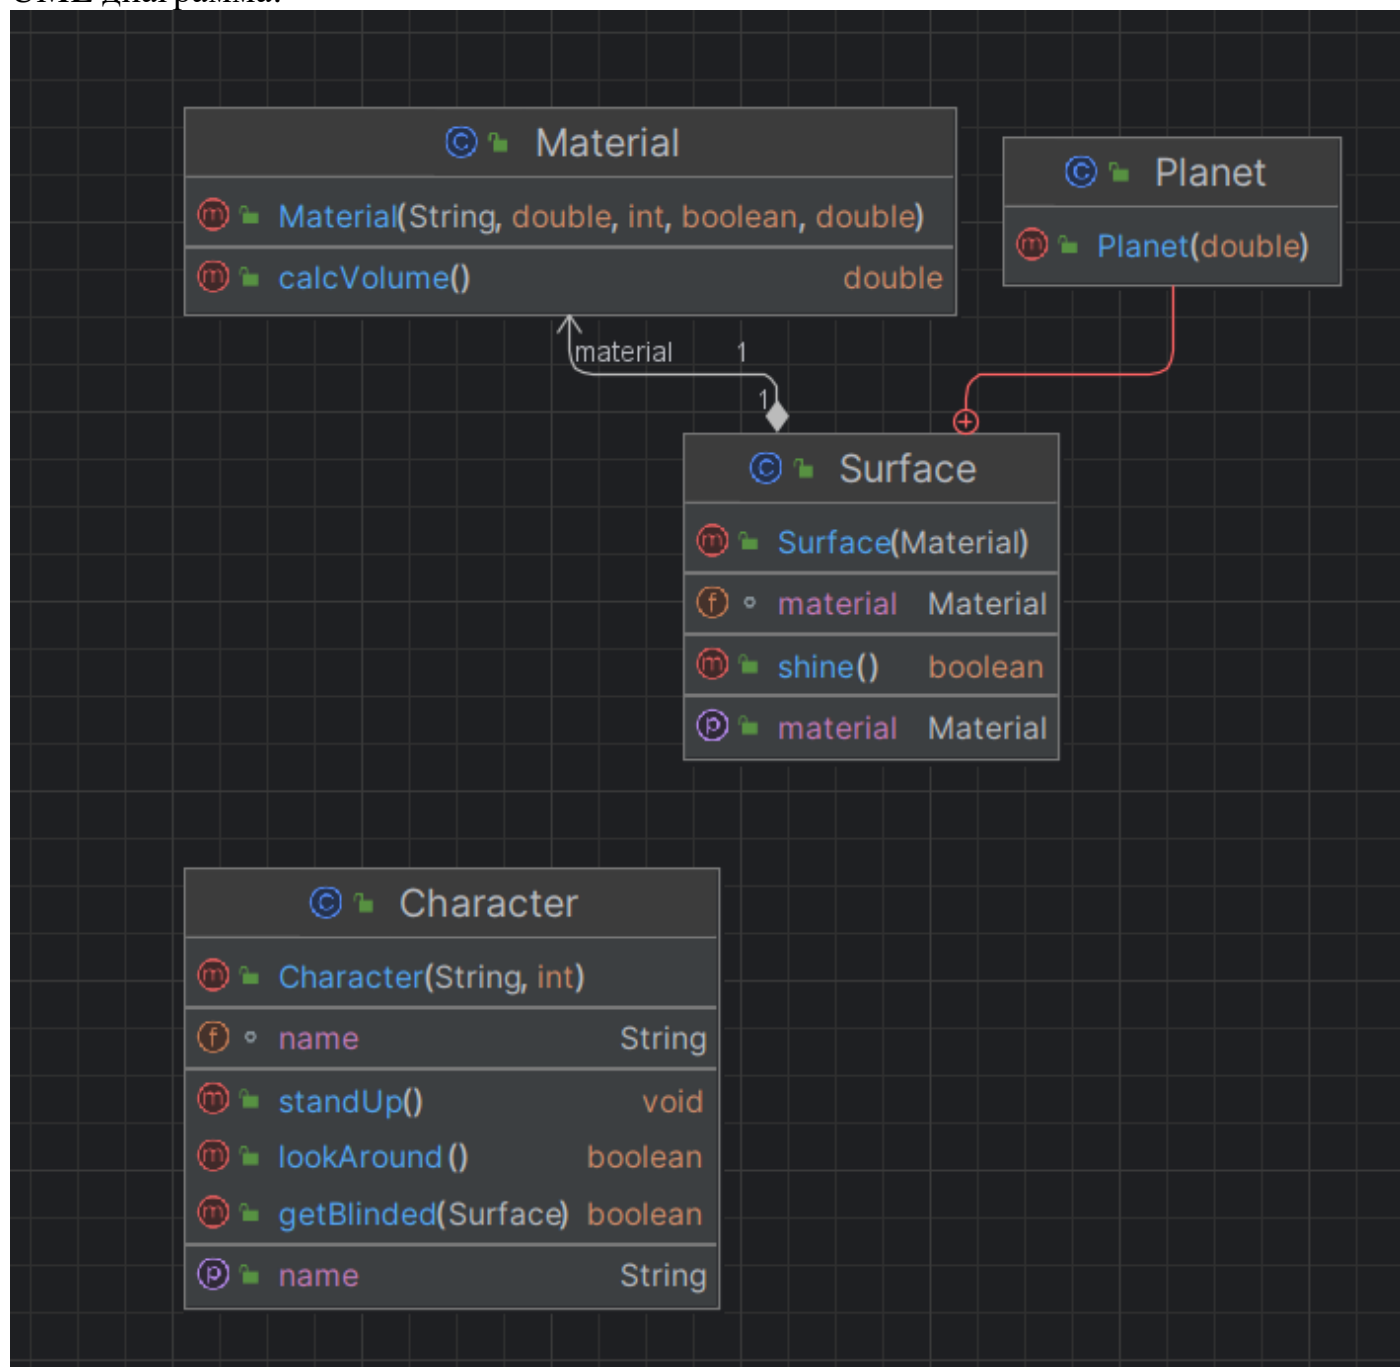 UML диаграмма:
Material
Material(String, double, int, boolean, double)
calcVolume() double
Planet
Planet(double)
material 1
1
Surface
Surface(Material)
material Material
shine() boolean
material Material
Character
Character(String, int)
name String
standUp() void
lookAround() boolean
getBlinded(Surface) boolean
name String